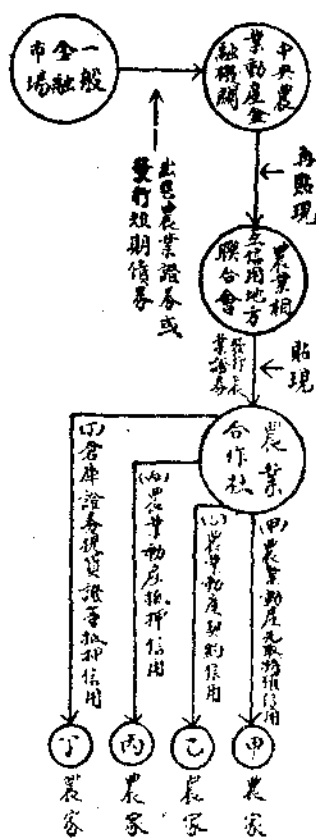 中央農
業動產金
融機關
一般
金融
市場
出售農業證券或
發行短期債券
再貼現
農業相
互信用地方
聯合會
貼現
發行農
業證券
農業
合作社
(甲)農業動產先取特權信用
(乙)農業動產契約信用
(丙)農業動產抵押信用
(丁)倉庫證券現質證等抵押信用
甲
農家
乙
農家
丙
農家
丁
農家